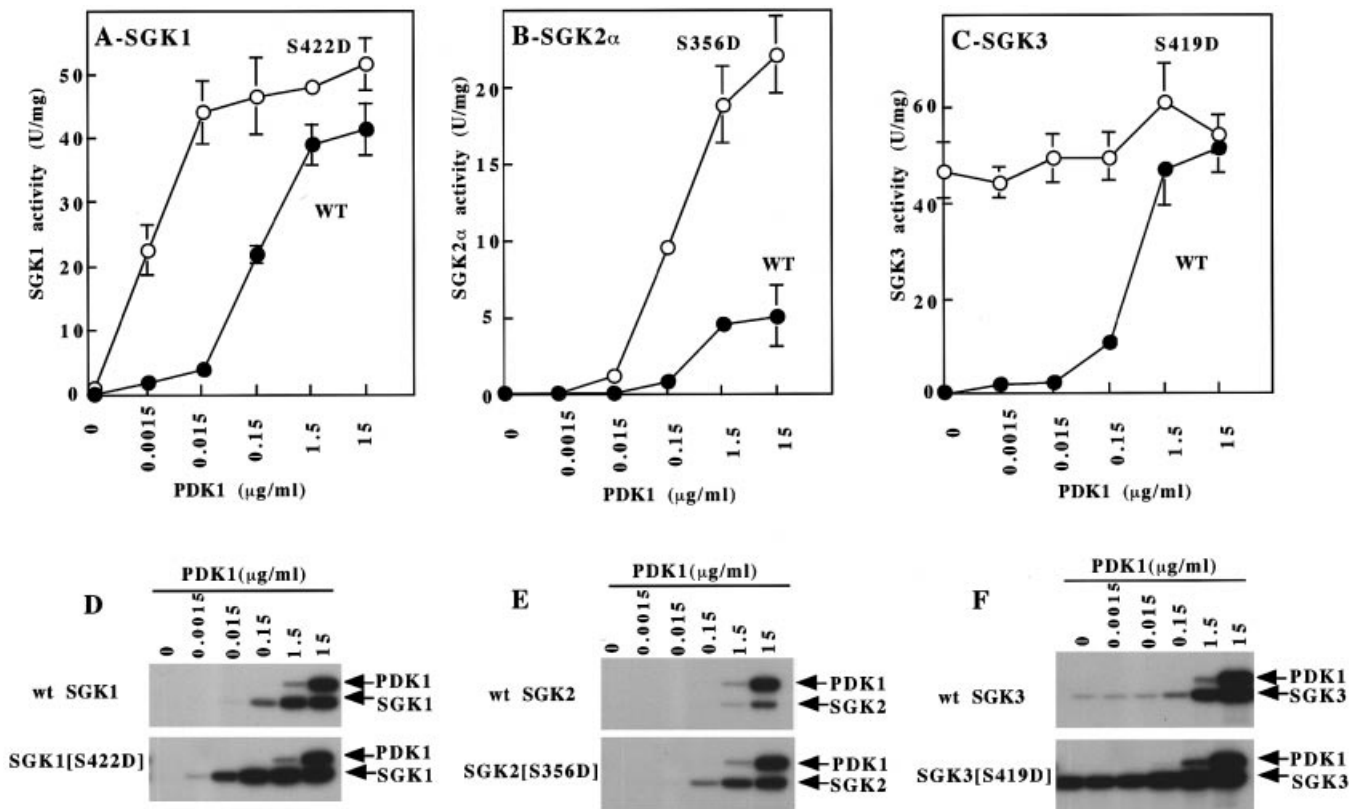 A-SGK1
S422D
WT
SGK1 activity (U/mg)
50
40
30
20
10
0
0
0.0015
0.015
0.15
1.5
15
PDK1 (μg/ml)
B-SGK2α
S356D
WT
SGK2α activity (U/mg)
20
15
10
5
0
0
0.0015
0.015
0.15
1.5
15
PDK1 (μg/ml)
C-SGK3
S419D
WT
SGK3 activity (U/mg)
60
40
20
0
0
0.0015
0.015
0.15
1.5
15
PDK1 (μg/ml)
D
PDK1(μg/ml)
0
0.0015
0.015
0.15
1.5
15
wt SGK1
PDK1
SGK1
SGK1[S422D]
PDK1
SGK1
E
PDK1(μg/ml)
0
0.0015
0.015
0.15
1.5
15
wt SGK2
PDK1
SGK2
SGK2[S356D]
PDK1
SGK2
F
PDK1(μg/ml)
0
0.0015
0.015
0.15
1.5
15
wt SGK3
PDK1
SGK3
SGK3[S419D]
PDK1
SGK3